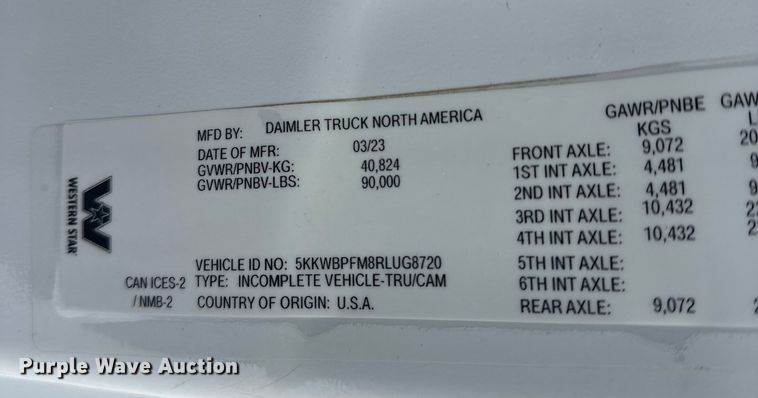 MFD BY: DAIMLER TRUCK NORTH AMERICA
DATE OF MFR: 03/23
GVWR/PNBV-KG: 40,824
GVWR/PNBV-LBS: 90,000
WESTERN STAR
VEHICLE ID NO: 5KKWBPFM8RLUG8720
CAN ICES-2 TYPE: INCOMPLETE VEHICLE-TRU/CAM
/ NMB-2 COUNTRY OF ORIGIN: U.S.A.
GAWR/PNBE GAW
KGS L
FRONT AXLE: 9,072 20
1ST INT AXLE: 4,481 9
2ND INT AXLE: 4,481 9
3RD INT AXLE: 10,432
4TH INT AXLE: 10,432
5TH INT AXLE:
6TH INT AXLE:
REAR AXLE: 9,072
Purple Wave Auction